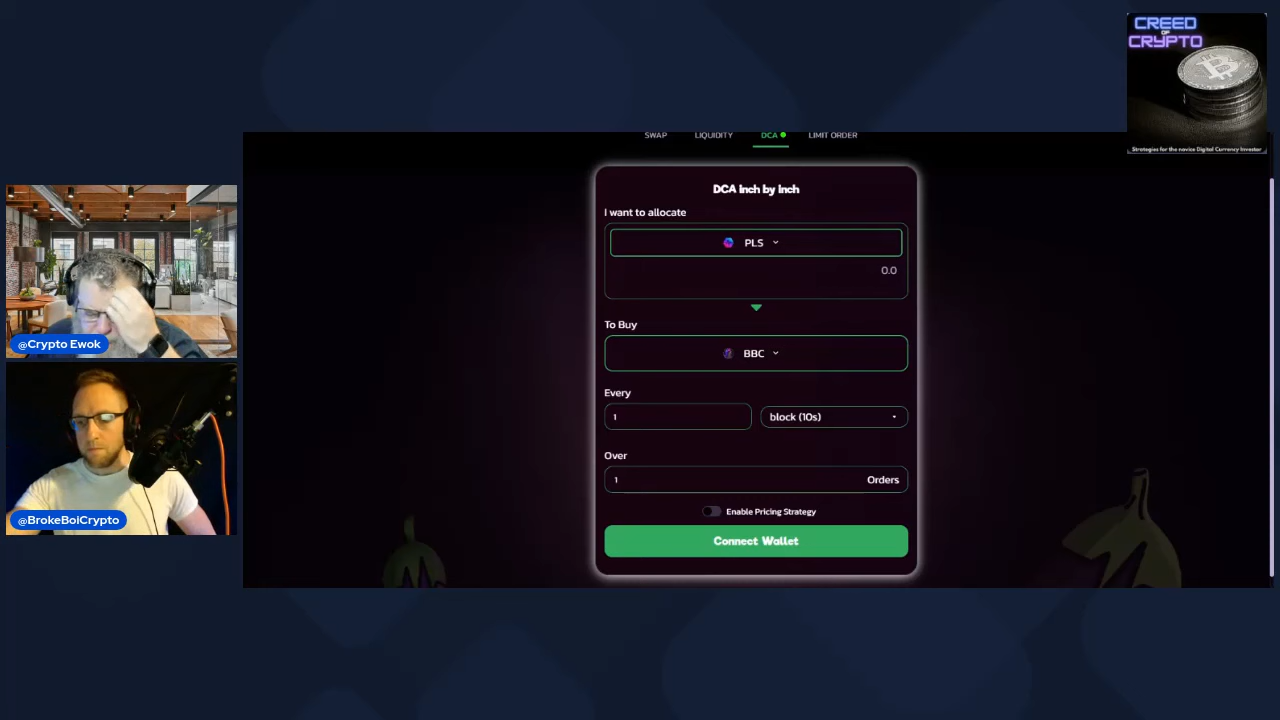 CREED
OF
CRYPTO
Strategies for the novice Digital Currency Investor
SWAP
LIQUIDITY
DCA
LIMIT ORDER
DCA inch by inch
I want to allocate
PLS
0.0
To Buy
BBC
Every
1
block (10s)
Over
1
Orders
Enable Pricing Strategy
Connect Wallet
@Crypto Ewok
@BrokeBoiCrypto